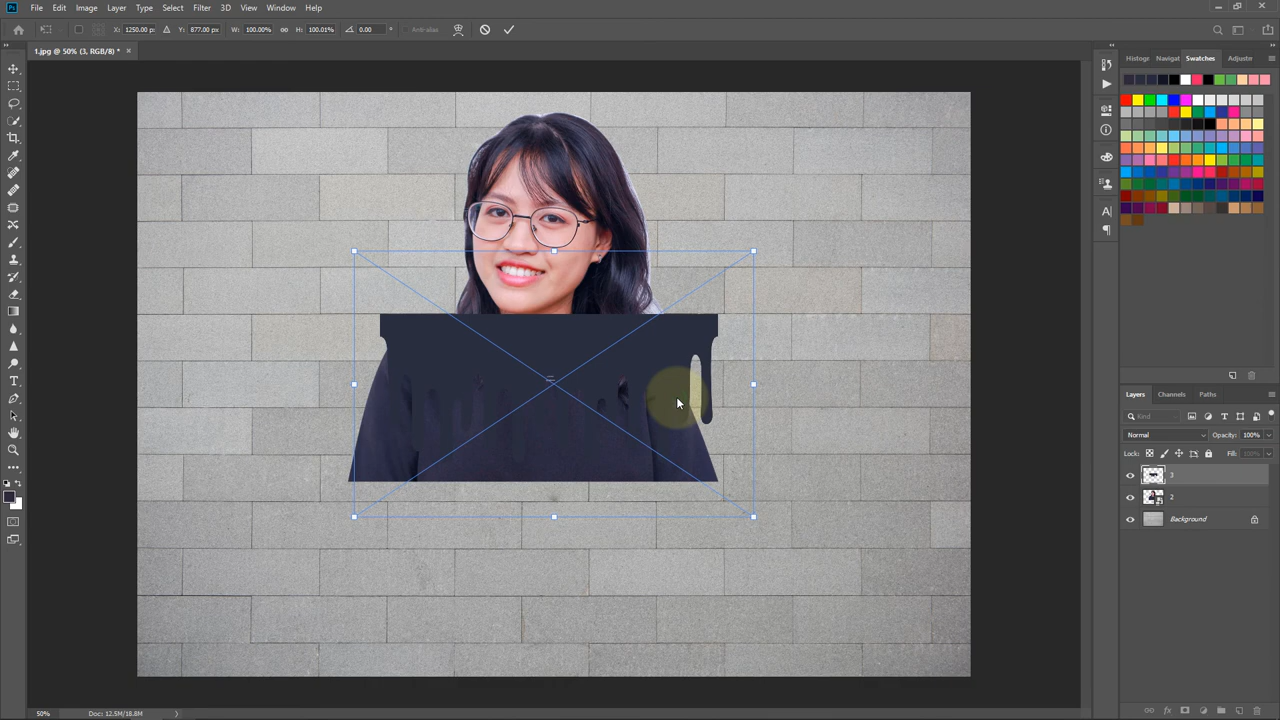 Ps File Edit Image Layer Type Select Filter 3D View Window Help
X: 1250.00 px Y: 877.00 px W: 100.00% H: 100.01% 0.00 ° Anti-alias
1.jpg @ 50% (3, RGB/8) * ×
Histogr Navigat Swatches Adjustm
Layers Channels Paths
Kind
Normal Opacity: 100%
Lock: Fill: 100%
3
2
Background
50% Doc: 12.5M/18.8M